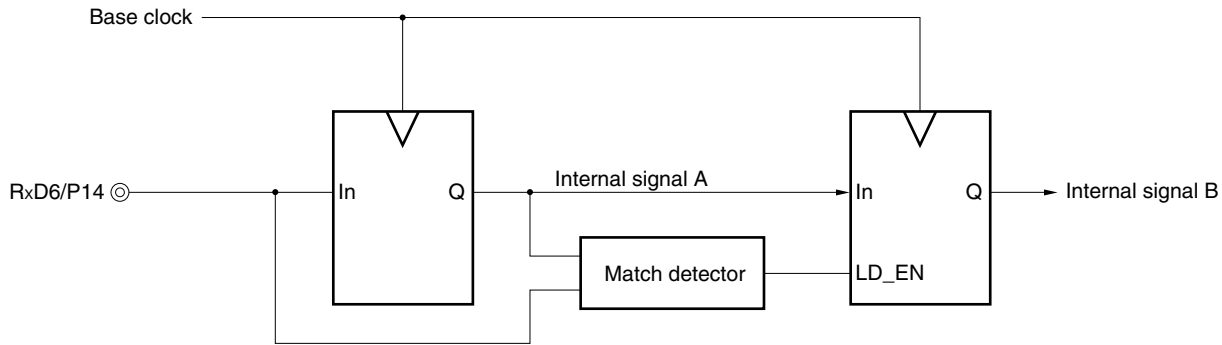 Base clock
RxD6/P14
In
Q
Internal signal A
In
Q
Internal signal B
Match detector
LD_EN